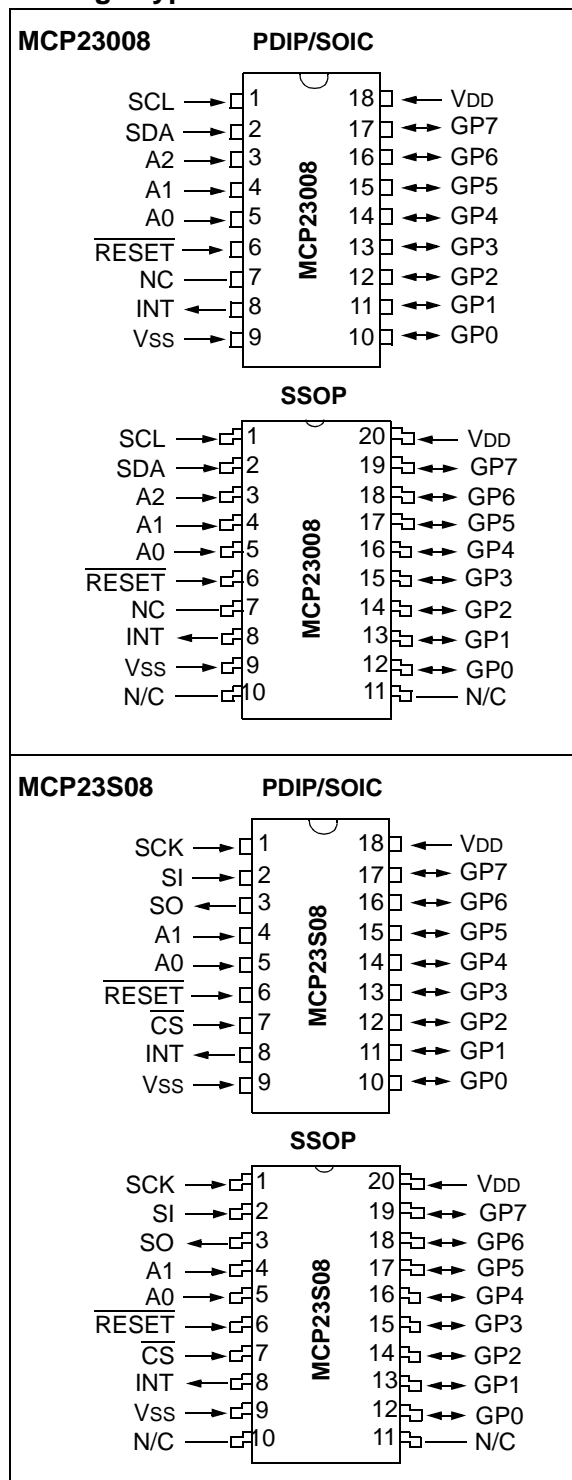 MCP23008 PDIP/SOIC
SCL 1 18 VDD
SDA 2 17 GP7
A2 3 16 GP6
A1 4 15 GP5
A0 5 14 GP4
RESET 6 13 GP3
NC 7 12 GP2
INT 8 11 GP1
VSS 9 10 GP0
MCP23008
SSOP
SCL 1 20 VDD
SDA 2 19 GP7
A2 3 18 GP6
A1 4 17 GP5
A0 5 16 GP4
RESET 6 15 GP3
NC 7 14 GP2
INT 8 13 GP1
VSS 9 12 GP0
N/C 10 11 N/C
MCP23008
MCP23S08 PDIP/SOIC
SCK 1 18 VDD
SI 2 17 GP7
SO 3 16 GP6
A1 4 15 GP5
A0 5 14 GP4
RESET 6 13 GP3
CS 7 12 GP2
INT 8 11 GP1
VSS 9 10 GP0
MCP23S08
SSOP
SCK 1 20 VDD
SI 2 19 GP7
SO 3 18 GP6
A1 4 17 GP5
A0 5 16 GP4
RESET 6 15 GP3
CS 7 14 GP2
INT 8 13 GP1
VSS 9 12 GP0
N/C 10 11 N/C
MCP23S08